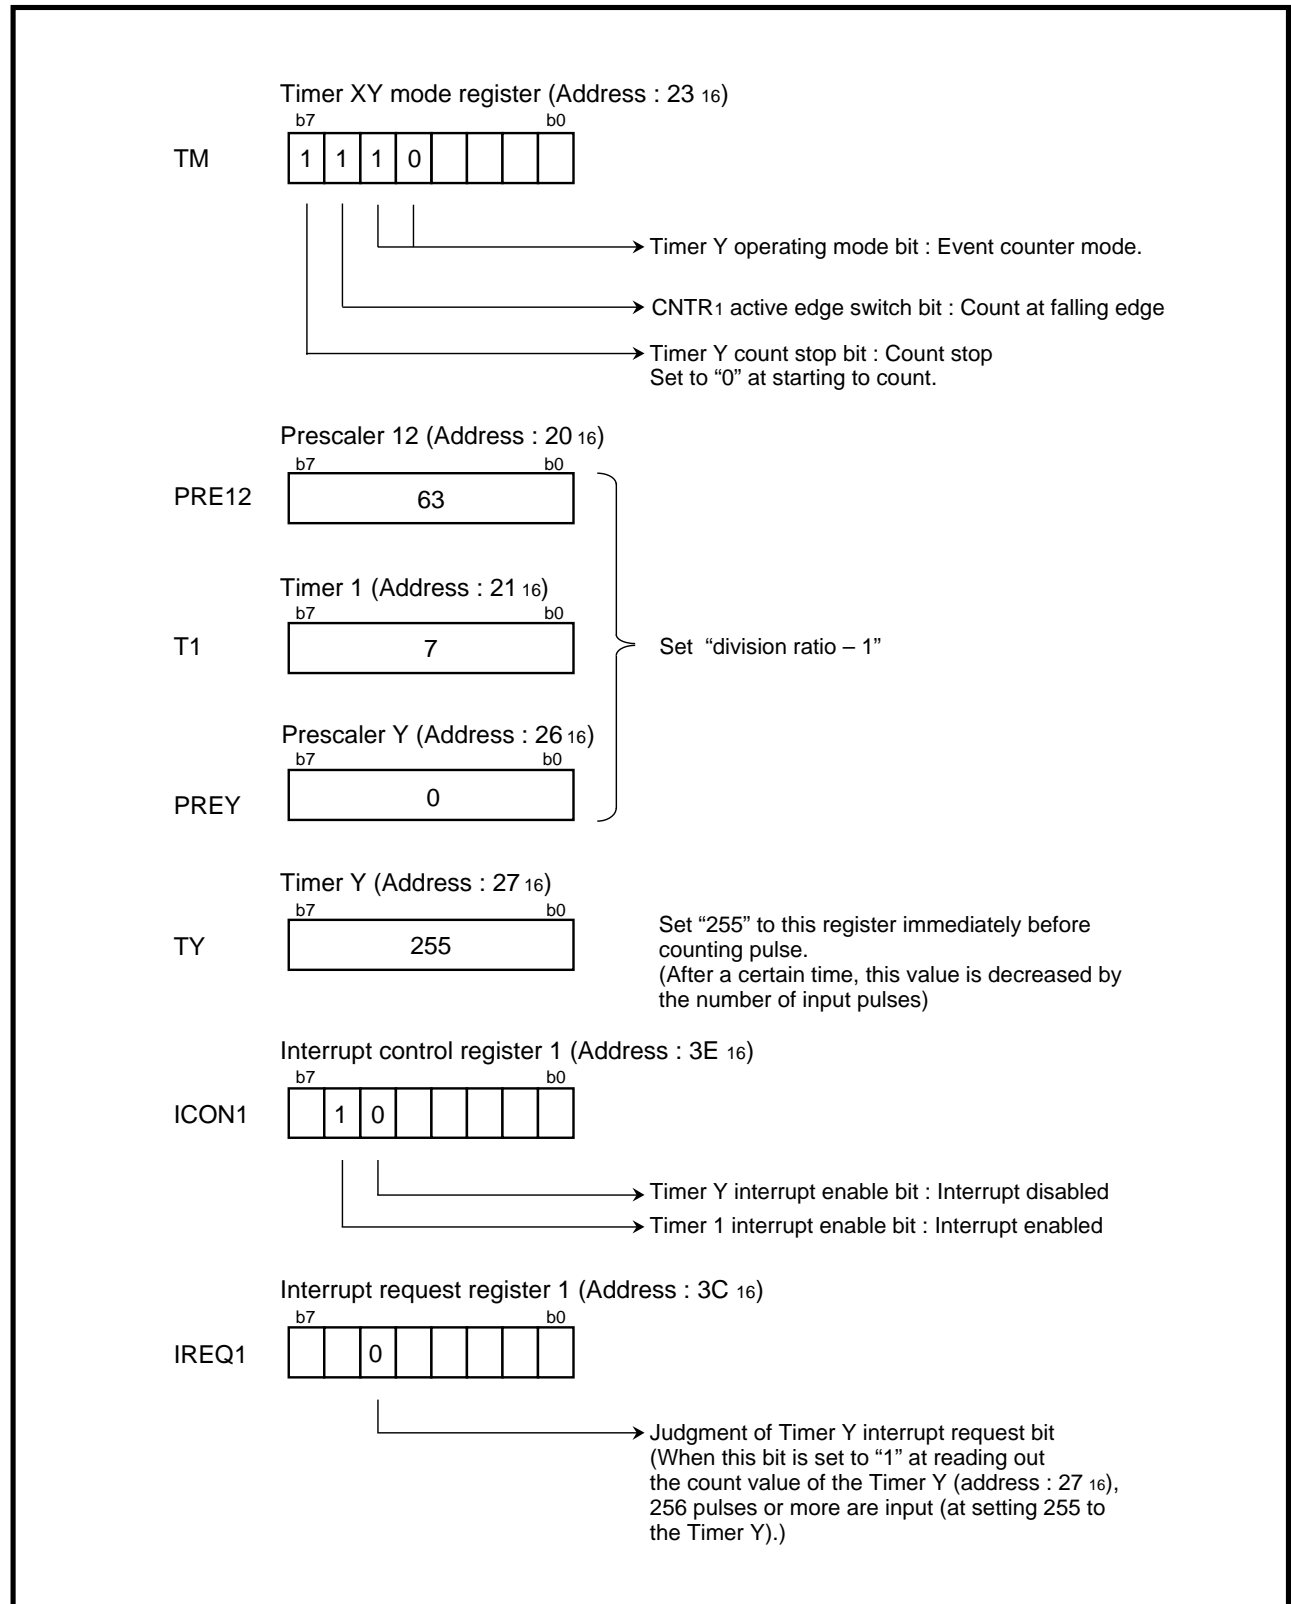 Timer XY mode register (Address : 23 16)
b7 b0
TM 1 1 1 0
Timer Y operating mode bit : Event counter mode.
CNTR1 active edge switch bit : Count at falling edge
Timer Y count stop bit : Count stop
Set to “0” at starting to count.
Prescaler 12 (Address : 20 16)
b7 b0
PRE12 63
Timer 1 (Address : 21 16)
b7 b0
T1 7 Set “division ratio – 1”
Prescaler Y (Address : 26 16)
b7 b0
PREY 0
Timer Y (Address : 27 16)
b7 b0
TY 255
Set “255” to this register immediately before
counting pulse.
(After a certain time, this value is decreased by
the number of input pulses)
Interrupt control register 1 (Address : 3E 16)
b7 b0
ICON1 1 0
Timer Y interrupt enable bit : Interrupt disabled
Timer 1 interrupt enable bit : Interrupt enabled
Interrupt request register 1 (Address : 3C 16)
b7 b0
IREQ1 0
Judgment of Timer Y interrupt request bit
(When this bit is set to “1” at reading out
the count value of the Timer Y (address : 27 16),
256 pulses or more are input (at setting 255 to
the Timer Y).)